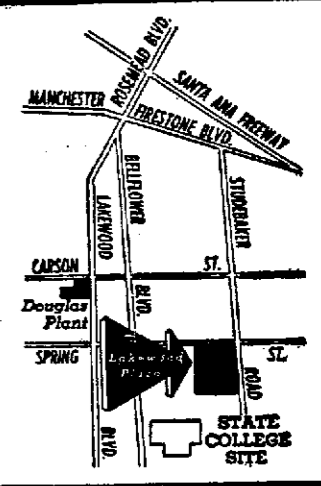 ROSEMEAD BLVD.
SANTA ANA FREEWAY
MANCHESTER
FIRESTONE BLVD.
BELLFLOWER
LAKEWOOD
STUDEBAKER
CARSON ST.
Douglas
Plant
BLVD.
SPRING ST.
Lakewood
Plaza
ROAD
BLVD.
STATE
COLLEGE
SITE